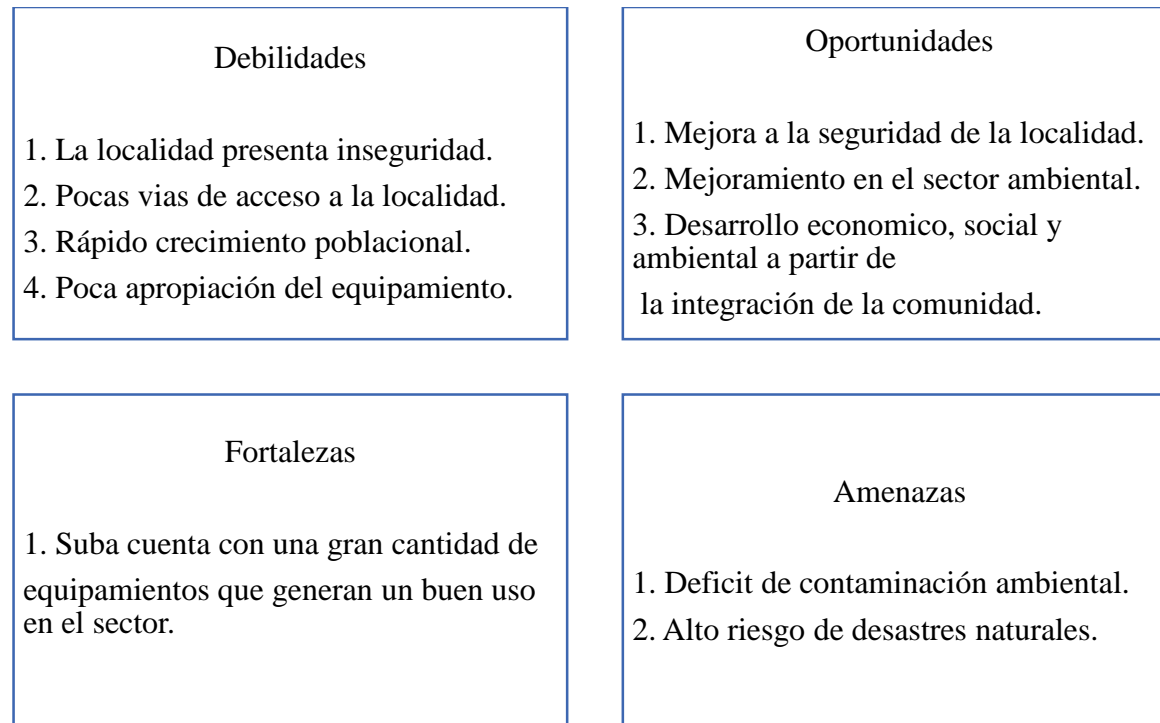 Debilidades
1. La localidad presenta inseguridad.
2. Pocas vias de acceso a la localidad.
3. Rápido crecimiento poblacional.
4. Poca apropiación del equipamiento.
Oportunidades
1. Mejora a la seguridad de la localidad.
2. Mejoramiento en el sector ambiental.
3. Desarrollo economico, social y
ambiental a partir de
la integración de la comunidad.
Fortalezas
1. Suba cuenta con una gran cantidad de
equipamientos que generan un buen uso
en el sector.
Amenazas
1. Deficit de contaminación ambiental.
2. Alto riesgo de desastres naturales.